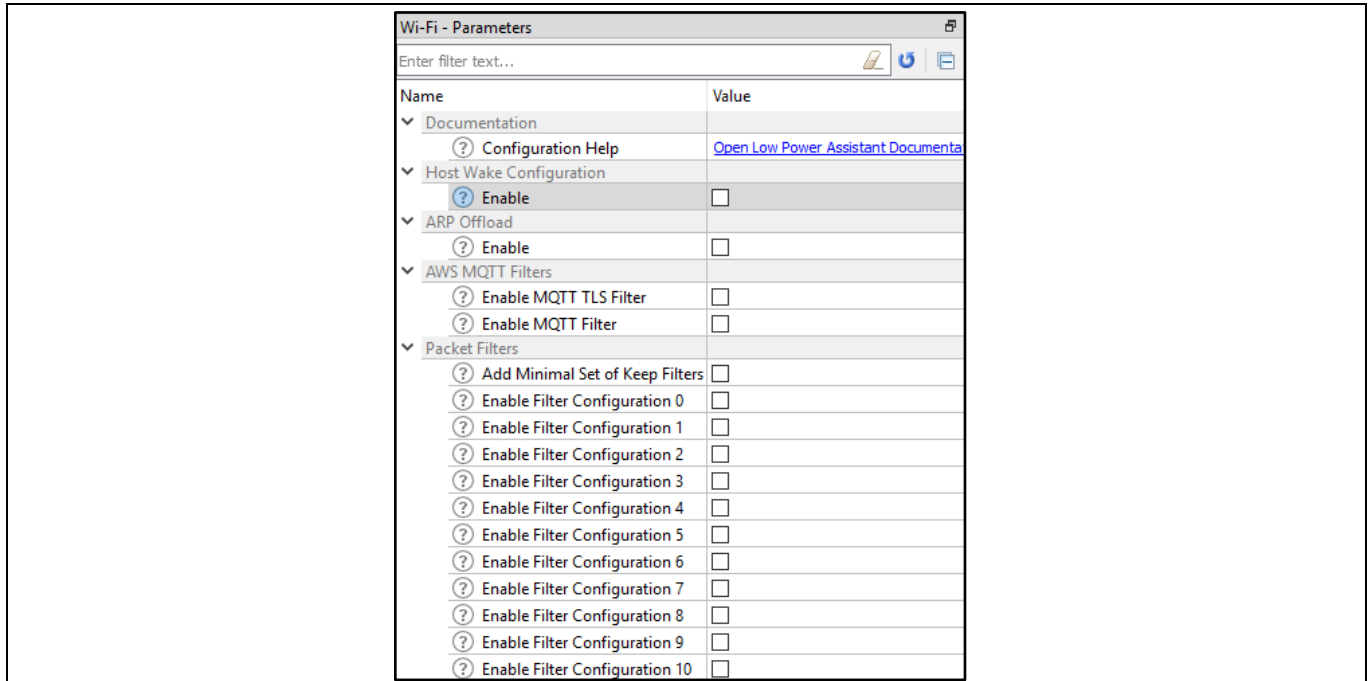 Wi-Fi - Parameters
Enter filter text...
Name Value
Documentation
Configuration Help Open Low Power Assistant Documenta
Host Wake Configuration
Enable
ARP Offload
Enable
AWS MQTT Filters
Enable MQTT TLS Filter
Enable MQTT Filter
Packet Filters
Add Minimal Set of Keep Filters
Enable Filter Configuration 0
Enable Filter Configuration 1
Enable Filter Configuration 2
Enable Filter Configuration 3
Enable Filter Configuration 4
Enable Filter Configuration 5
Enable Filter Configuration 6
Enable Filter Configuration 7
Enable Filter Configuration 8
Enable Filter Configuration 9
Enable Filter Configuration 10